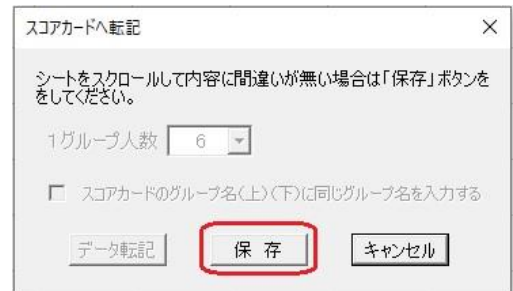 スコアカードへ転記
シートをスクロールして内容に間違いが無い場合は「保存」ボタンを
をしてください。
1グループ人数 6
スコアカードのグループ名(上)(下)に同じグループ名を入力する
データ転記 保 存 キャンセル